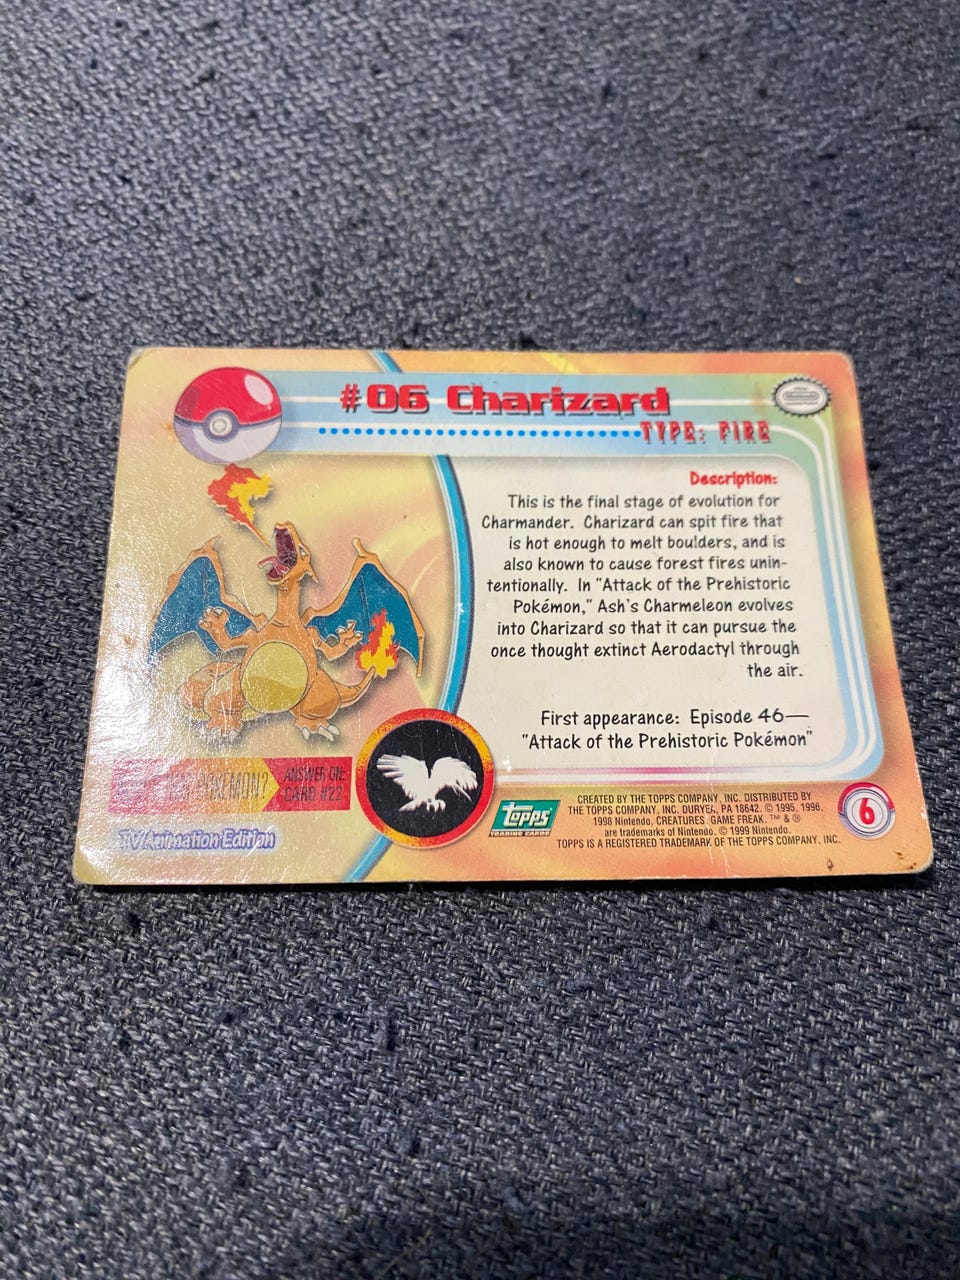 #06 Charizard
TYPE: FIRE
Nintendo
Description:
This is the final stage of evolution for
Charmander. Charizard can spit fire that
is hot enough to melt boulders, and is
also known to cause forest fires unin-
tentionally. In "Attack of the Prehistoric
Pokémon," Ash's Charmeleon evolves
into Charizard so that it can pursue the
once thought extinct Aerodactyl through
the air.
First appearance: Episode 46—
"Attack of the Prehistoric Pokémon"
POKÉMON?
ANSWER ON:
CARD #22
TV Animation Edition
Topps
TRADING CARDS
CREATED BY THE TOPPS COMPANY, INC. DISTRIBUTED BY
THE TOPPS COMPANY, INC. DURYEA, PA 18642. © 1995, 1996,
1998 Nintendo, CREATURES, GAME FREAK. ™ & ®
are trademarks of Nintendo. © 1999 Nintendo.
TOPPS IS A REGISTERED TRADEMARK OF THE TOPPS COMPANY, INC.
6